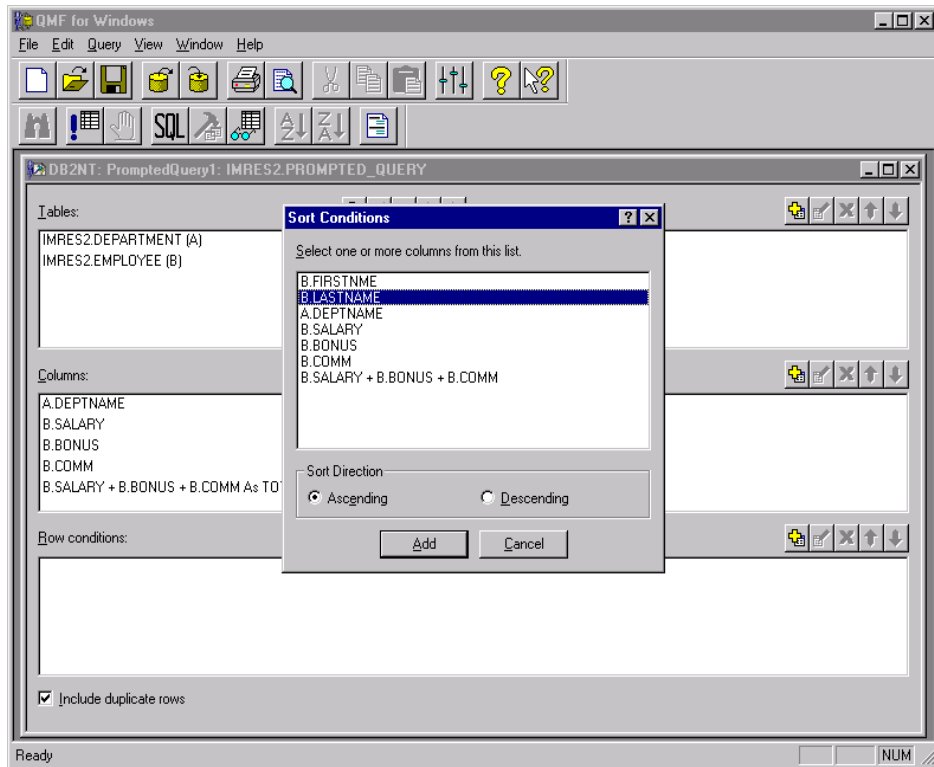 QMF for Windows
File Edit Query View Window Help
SQL
A Z
Z A
DB2NT: PromptedQuery1: IMRES2.PROMPTED_QUERY
Tables:
IMRES2.DEPARTMENT (A)
IMRES2.EMPLOYEE (B)
Sort Conditions
Select one or more columns from this list.
B.FIRSTNME
B.LASTNAME
A.DEPTNAME
B.SALARY
B.BONUS
B.COMM
B.SALARY + B.BONUS + B.COMM
Sort Direction
Ascending Descending
Add Cancel
Columns:
A.DEPTNAME
B.SALARY
B.BONUS
B.COMM
B.SALARY + B.BONUS + B.COMM As TO
Row conditions:
Include duplicate rows
Ready NUM